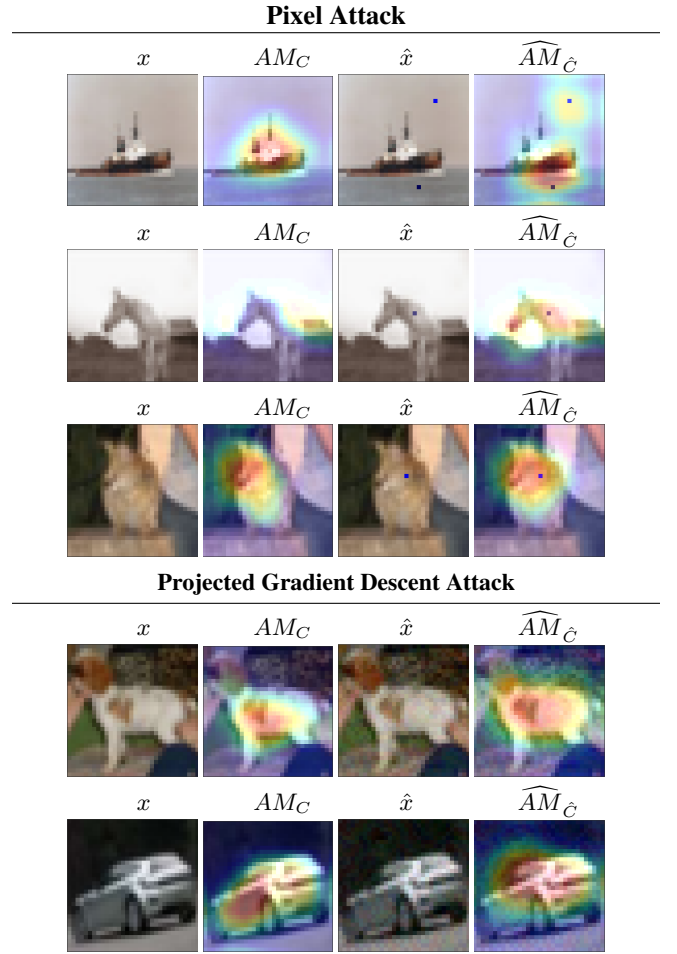 Pixel Attack
x AM_C x̂ \widehat{AM}_Ĉ
x AM_C x̂ \widehat{AM}_Ĉ
x AM_C x̂ \widehat{AM}_Ĉ
Projected Gradient Descent Attack
x AM_C x̂ \widehat{AM}_Ĉ
x AM_C x̂ \widehat{AM}_Ĉ